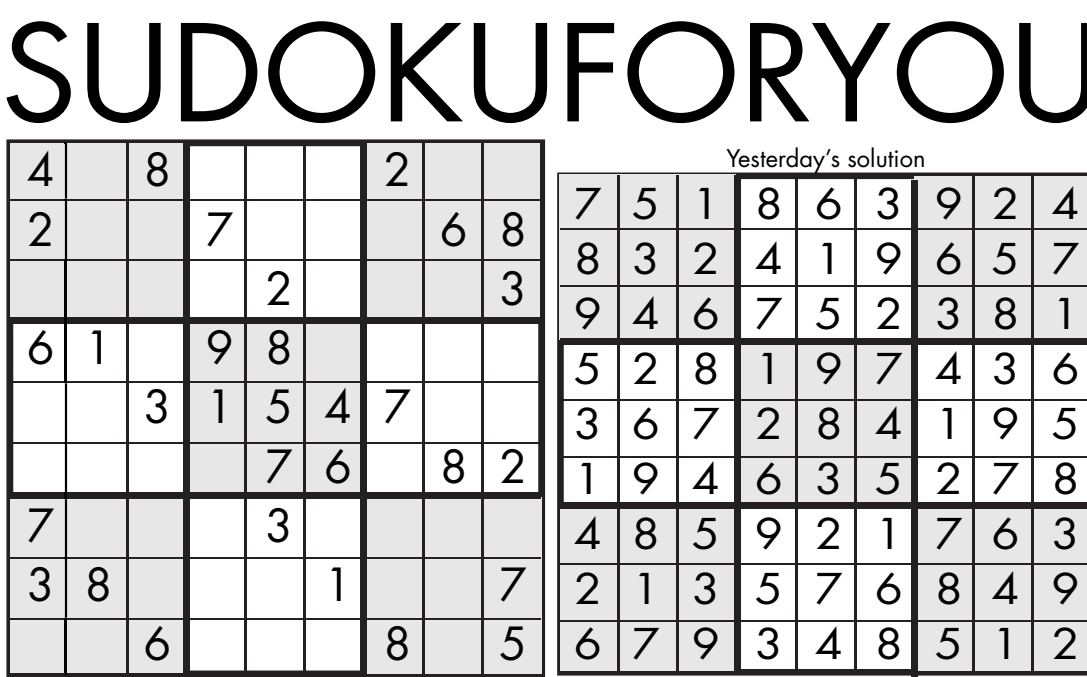 SUDOKUFORYOU
4 8 2
2 7 6 8
2 3
6 1 9 8
3 1 5 4 7
7 6 8 2
7 3
3 8 1 7
6 8 5
Yesterday's solution
7 5 1 8 6 3 9 2 4
8 3 2 4 1 9 6 5 7
9 4 6 7 5 2 3 8 1
5 2 8 1 9 7 4 3 6
3 6 7 2 8 4 1 9 5
1 9 4 6 3 5 2 7 8
4 8 5 9 2 1 7 6 3
2 1 3 5 7 6 8 4 9
6 7 9 3 4 8 5 1 2